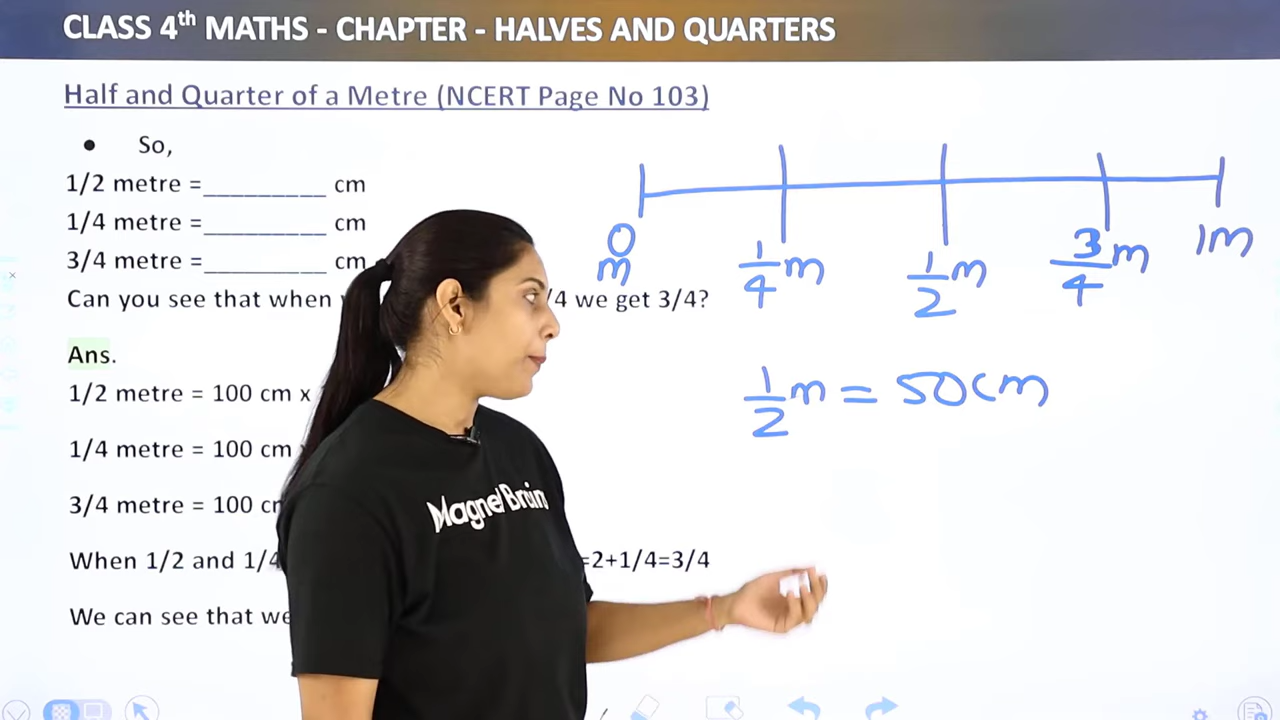 CLASS 4th MATHS - CHAPTER - HALVES AND QUARTERS
Half and Quarter of a Metre (NCERT Page No 103)
● So,
1/2 metre =_________ cm
1/4 metre =_________ cm
3/4 metre =_________ cm
Can you see that when /4 we get 3/4?
Ans.
1/2 metre = 100 cm x
1/4 metre = 100 cm
3/4 metre = 100 cm
When 1/2 and 1/4 =2+1/4=3/4
We can see that we
0 m 1/4 m 1/2 m 3/4 m 1m
1/2 m = 50cm
Magnet Brain